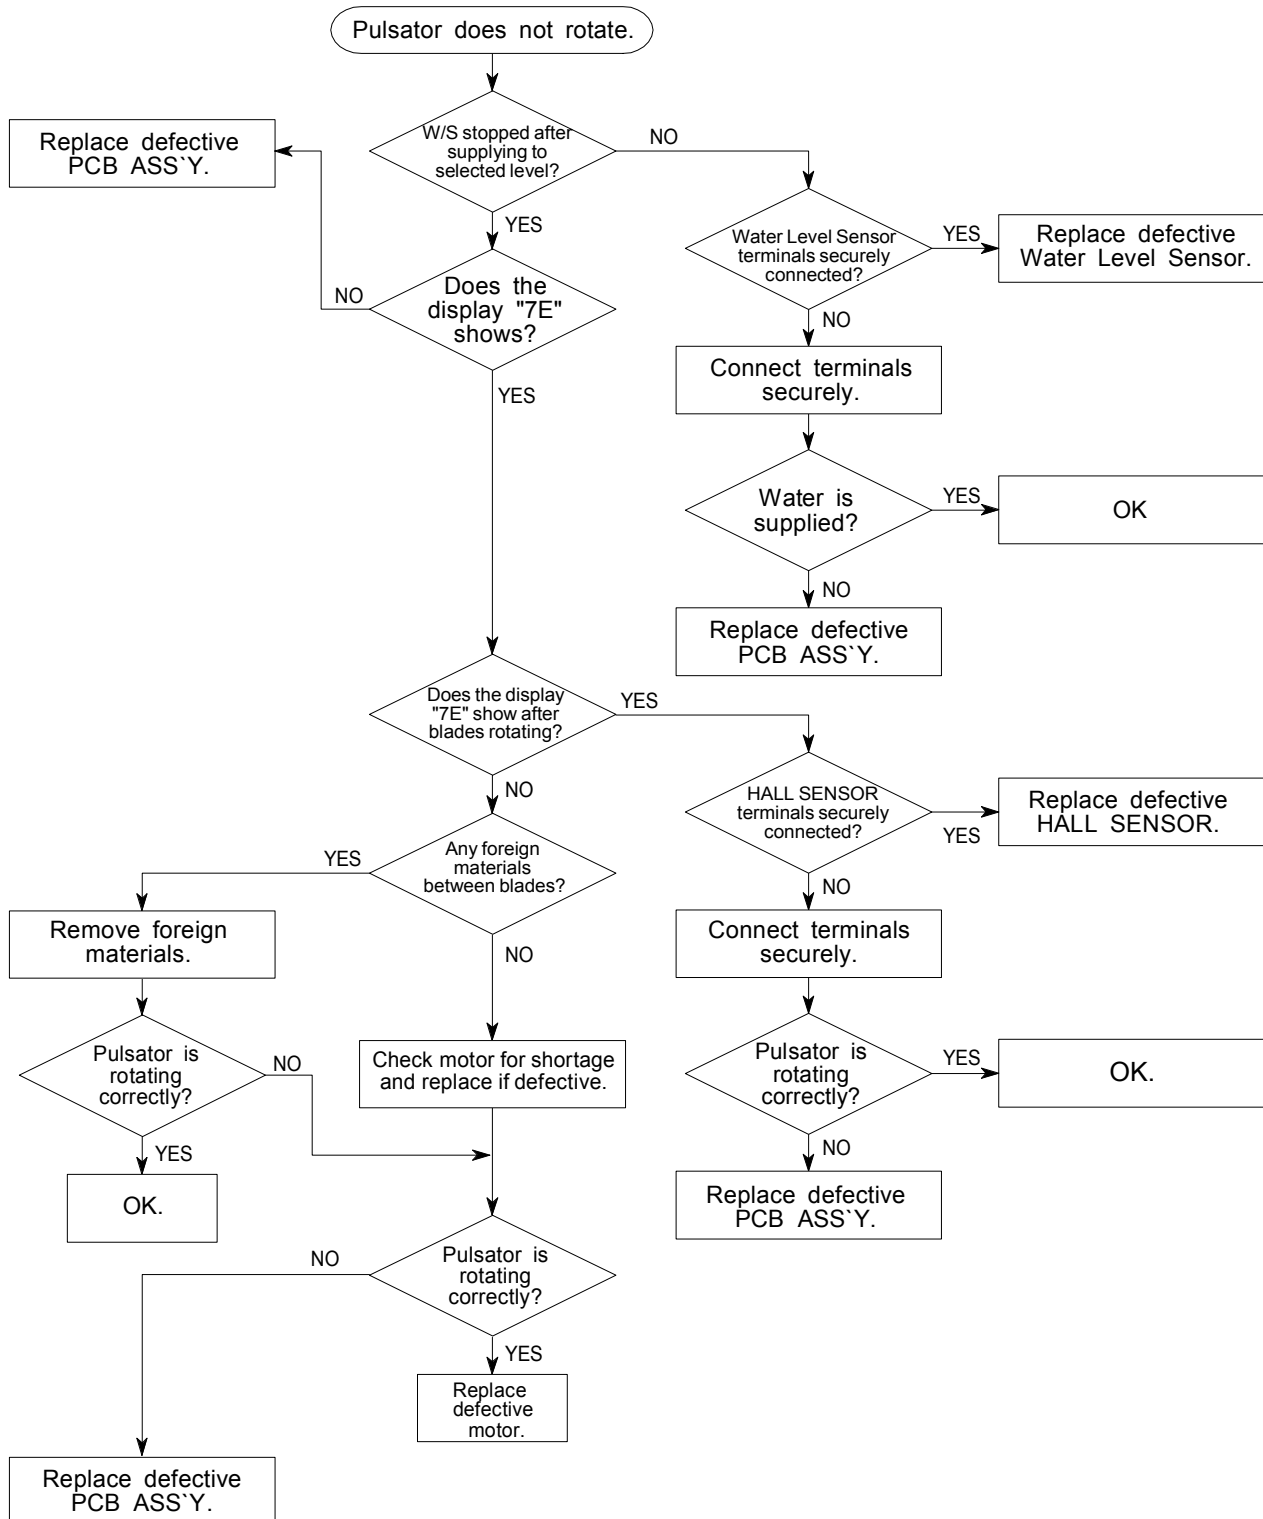 Pulsator does not rotate.
W/S stopped after
supplying to
selected level?
NO
YES
Replace defective
PCB ASS`Y.
Water Level Sensor
terminals securely
connected?
YES
Replace defective
Water Level Sensor.
NO
Does the
display "7E"
shows?
NO
YES
Connect terminals
securely.
Water is
supplied?
YES
OK
NO
Replace defective
PCB ASS`Y.
Does the display
"7E" show after
blades rotating?
YES
NO
HALL SENSOR
terminals securely
connected?
YES
Replace defective
HALL SENSOR.
NO
Any foreign
materials
between blades?
YES
NO
Remove foreign
materials.
Connect terminals
securely.
Pulsator is
rotating
correctly?
NO
YES
OK.
Check motor for shortage
and replace if defective.
Pulsator is
rotating
correctly?
YES
OK.
NO
Replace defective
PCB ASS`Y.
Pulsator is
rotating
correctly?
NO
YES
Replace
defective
motor.
Replace defective
PCB ASS`Y.